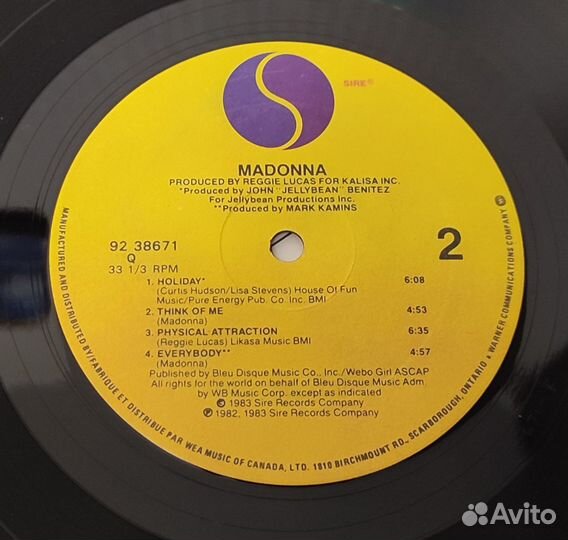 SIRE®
MADONNA
PRODUCED BY REGGIE LUCAS FOR KALISA INC.
*Produced by JOHN "JELLYBEAN" BENITEZ
For Jellybean Productions Inc.
**Produced by MARK KAMINS
92 38671
Q
33 1/3 RPM
2
1. HOLIDAY* 6:08
(Curtis Hudson/Lisa Stevens) House Of Fun
Music/Pure Energy Pub. Co. Inc. BMI
2. THINK OF ME 4:53
(Madonna)
3. PHYSICAL ATTRACTION 6:35
(Reggie Lucas) Likasa Music BMI
4. EVERYBODY** 4:57
(Madonna)
Published by Bleu Disque Music Co., Inc./Webo Girl ASCAP
All rights for the world on behalf of Bleu Disque Music Adm.
by WB Music Corp. except as indicated
© 1983 Sire Records Company
℗ 1982, 1983 Sire Records Company
MANUFACTURED AND DISTRIBUTED BY/FABRIQUE ET DISTRIBUE PAR WEA MUSIC OF CANADA, LTD. 1810 BIRCHMOUNT RD., SCARBOROUGH, ONTARIO A WARNER COMMUNICATIONS COMPANY
Avito